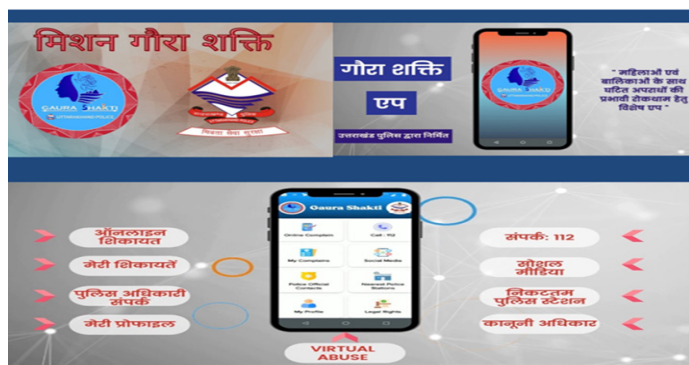 मिशन गौरा शक्ति
GAURA SHAKTI
UTTARAKHAND POLICE
मित्रता सेवा सुरक्षा
गौरा शक्ति
एप
उत्तराखंड पुलिस द्वारा निर्मित
GAURA SHAKTI
" महिलाओं एवं
बालिकाओं के साथ
घटित अपराधों की
प्रभावी रोकथाम हेतु
विशेष एप "
ऑनलाइन
शिकायत
मेरी शिकायतें
पुलिस अधिकारी
संपर्क
मेरी प्रोफाइल
Gaura Shakti
Online Complain
Call : 112
My Complains
Social Media
Police Official
Contacts
Nearest Police
Stations
My Profile
Legal Rights
VIRTUAL
ABUSE
संपर्क: 112
सोशल
मीडिया
निकटतम
पुलिस स्टेशन
कानूनी अधिकार